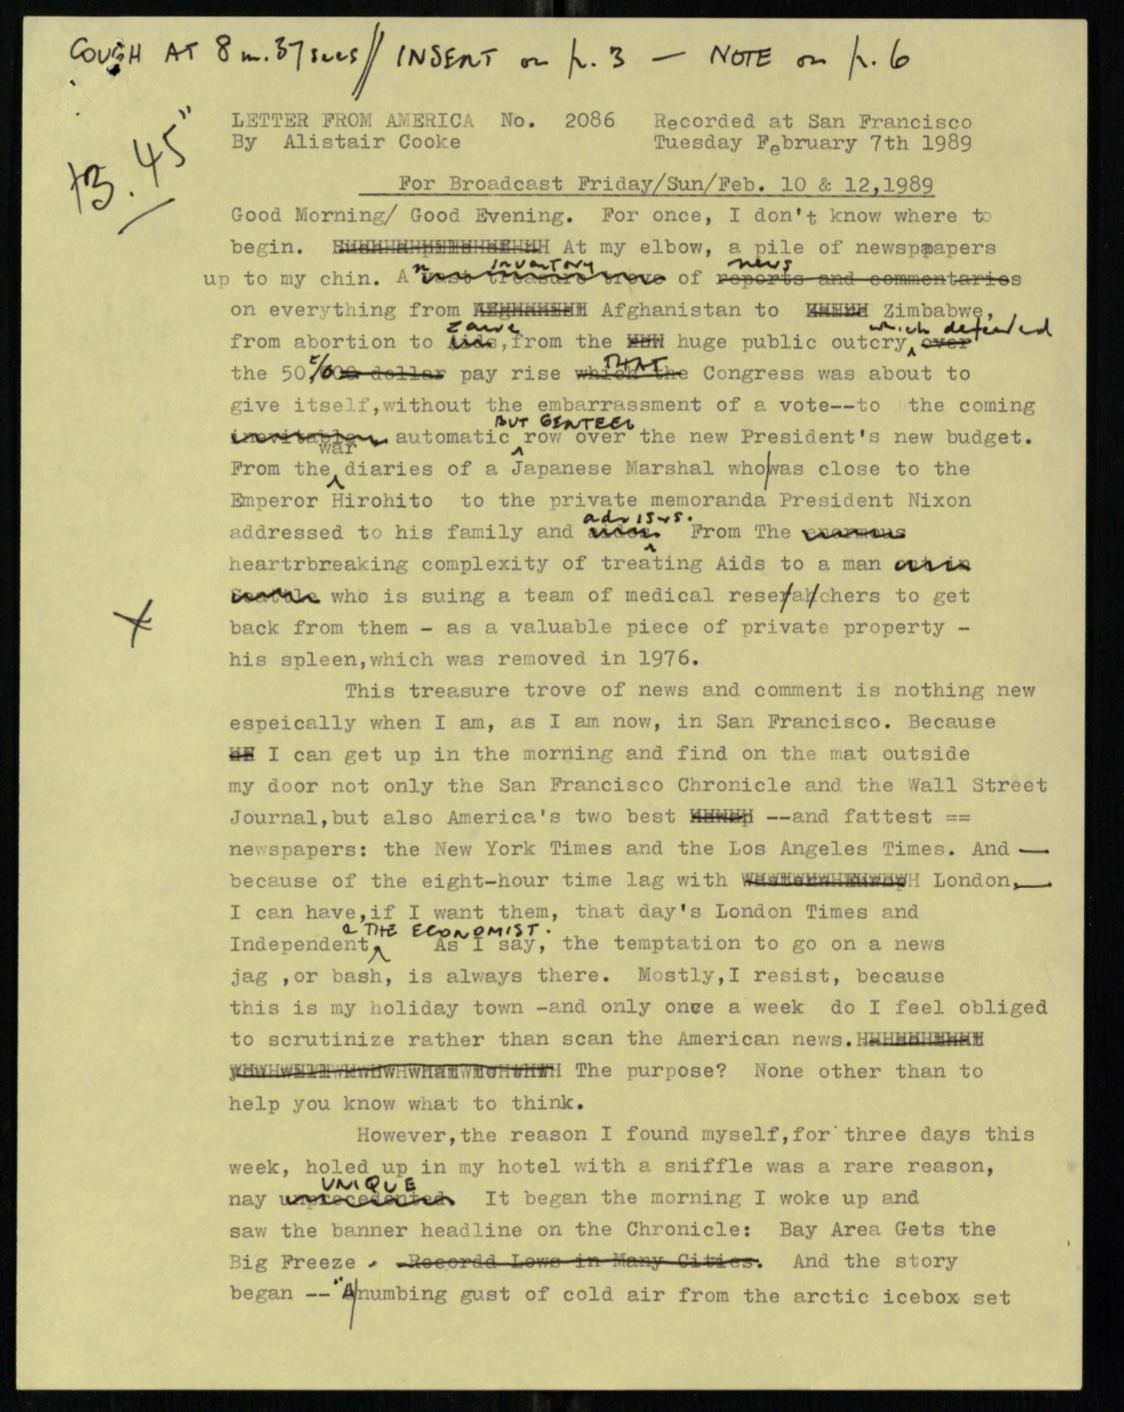 COUGH AT 8 m. 37 secs // INSERT on p. 3 — NOTE on p. 6
13.45"
LETTER FROM AMERICA No. 2086 Recorded at San Francisco
By Alistair Cooke Tuesday February 7th 1989
For Broadcast Friday/Sun/Feb. 10 & 12,1989
Good Morning/ Good Evening. For once, I don't know where to
begin. At my elbow, a pile of newspapers
inventory news
up to my chin. An vast treasure trove of reports and commentaries
on everything from Afghanistan to Zimbabwe,
which defeated
from abortion to Aids,from the huge public outcry over
THAT
the 50% 000 dollar pay rise which the Congress was about to
give itself,without the embarrassment of a vote--to the coming
BUT GENTEEL
inevitable automatic row over the new President's new budget.
war
From the diaries of a Japanese Marshal who was close to the
Emperor Hirohito to the private memoranda President Nixon
advisers.
addressed to his family and aides. From The enormous
heartrbreaking complexity of treating Aids to a man
Seattle who is suing a team of medical researchers to get
back from them - as a valuable piece of private property -
his spleen,which was removed in 1976.
This treasure trove of news and comment is nothing new
espeically when I am, as I am now, in San Francisco. Because
I can get up in the morning and find on the mat outside
my door not only the San Francisco Chronicle and the Wall Street
Journal,but also America's two best --and fattest ==
newspapers: the New York Times and the Los Angeles Times. And —
because of the eight-hour time lag with London,—
I can have,if I want them, that day's London Times and
& THE ECONOMIST.
Independent, As I say, the temptation to go on a news
jag ,or bash, is always there. Mostly,I resist, because
this is my holiday town -and only once a week do I feel obliged
to scrutinize rather than scan the American news.
The purpose? None other than to
help you know what to think.
However,the reason I found myself,for three days this
week, holed up in my hotel with a sniffle was a rare reason,
UNIQUE
nay unprecedented. It began the morning I woke up and
saw the banner headline on the Chronicle: Bay Area Gets the
Big Freeze . -Recordd Lows in Many Cities. And the story
began --"A numbing gust of cold air from the arctic icebox set